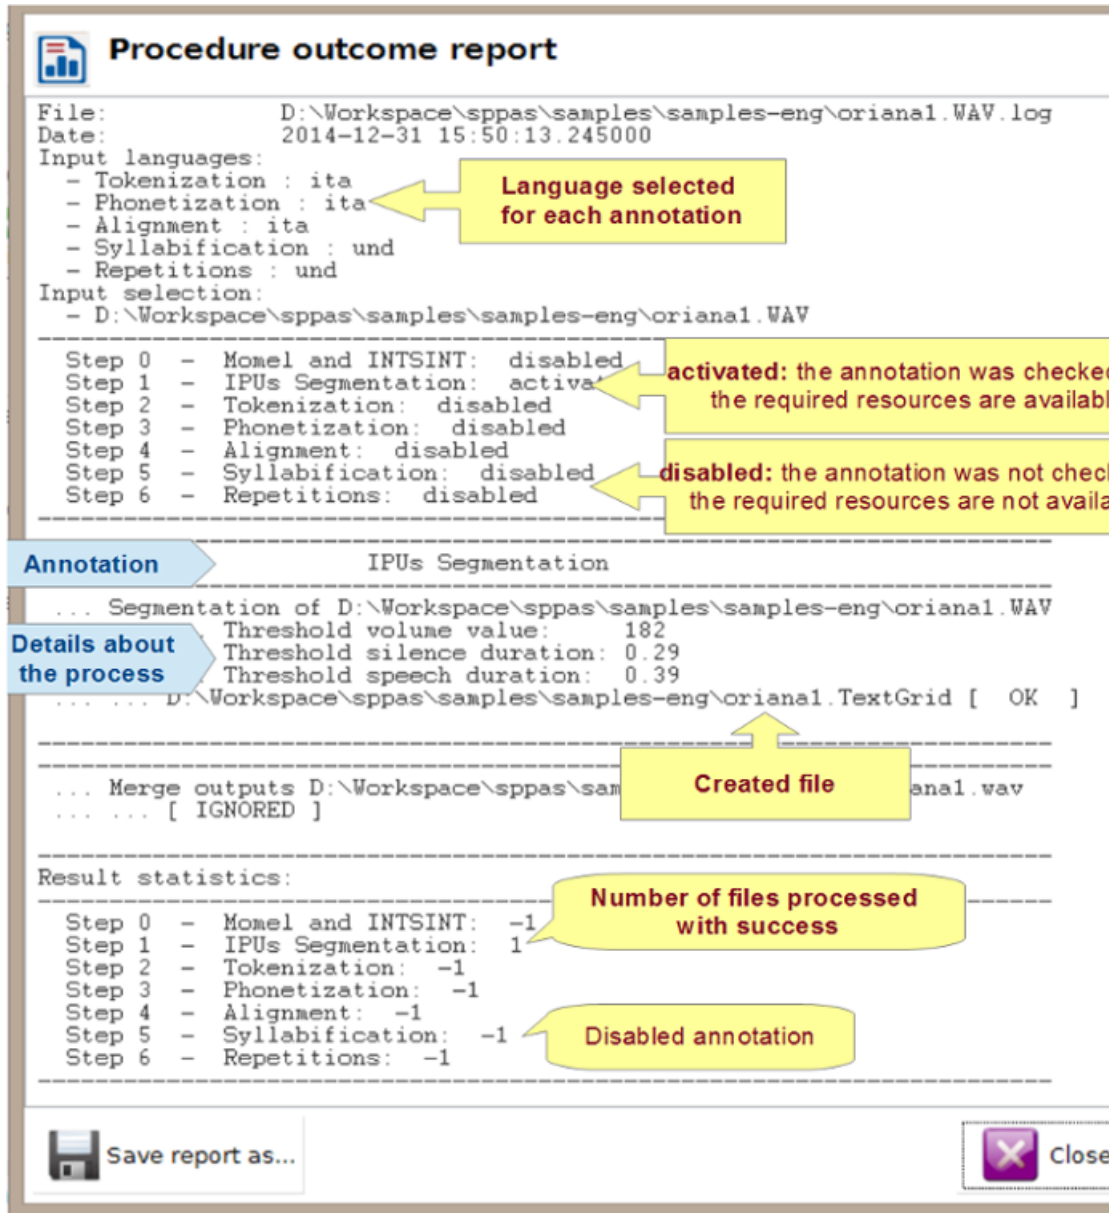 Procedure outcome report
File: D:\Workspace\sppas\samples\samples-eng\oriana1.WAV.log
Date: 2014-12-31 15:50:13.245000
Input languages:
- Tokenization : ita
- Phonetization : ita
- Alignment : ita
- Syllabification : und
- Repetitions : und
Language selected
for each annotation
Input selection:
- D:\Workspace\sppas\samples\samples-eng\oriana1.WAV
Step 0 - Momel and INTSINT: disabled
Step 1 - IPUs Segmentation: activat
Step 2 - Tokenization: disabled
Step 3 - Phonetization: disabled
Step 4 - Alignment: disabled
Step 5 - Syllabification: disabled
Step 6 - Repetitions: disabled
activated: the annotation was checked
the required resources are availabl
disabled: the annotation was not chec
the required resources are not availa
Annotation
IPUs Segmentation
... Segmentation of D:\Workspace\sppas\samples\samples-eng\oriana1.WAV
Details about
the process
. Threshold volume value: 182
Threshold silence duration: 0.29
. Threshold speech duration: 0.39
... ... D:\Workspace\sppas\samples\samples-eng\oriana1.TextGrid [ OK ]
Created file
... Merge outputs D:\Workspace\sppas\sam ana1.wav
... ... [ IGNORED ]
Result statistics:
Number of files processed
with success
Step 0 - Momel and INTSINT: -1
Step 1 - IPUs Segmentation: 1
Step 2 - Tokenization: -1
Step 3 - Phonetization: -1
Step 4 - Alignment: -1
Step 5 - Syllabification: -1
Step 6 - Repetitions: -1
Disabled annotation
Save report as...
Close